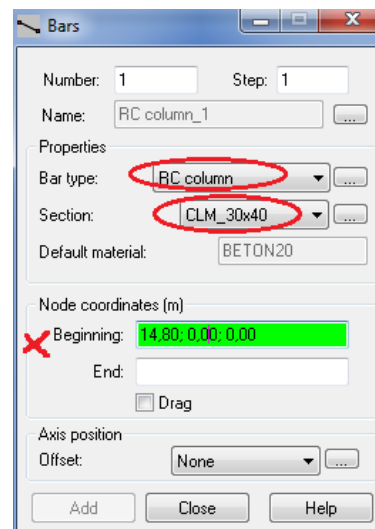 Bars
Number: 1 Step: 1
Name: RC column_1 ...
Properties
Bar type: RC column ...
Section: CLM_30x40 ...
Default material: BETON20
Node coordinates (m)
Beginning: 14,80; 0,00; 0,00
End:
Drag
Axis position
Offset: None ...
Add Close Help